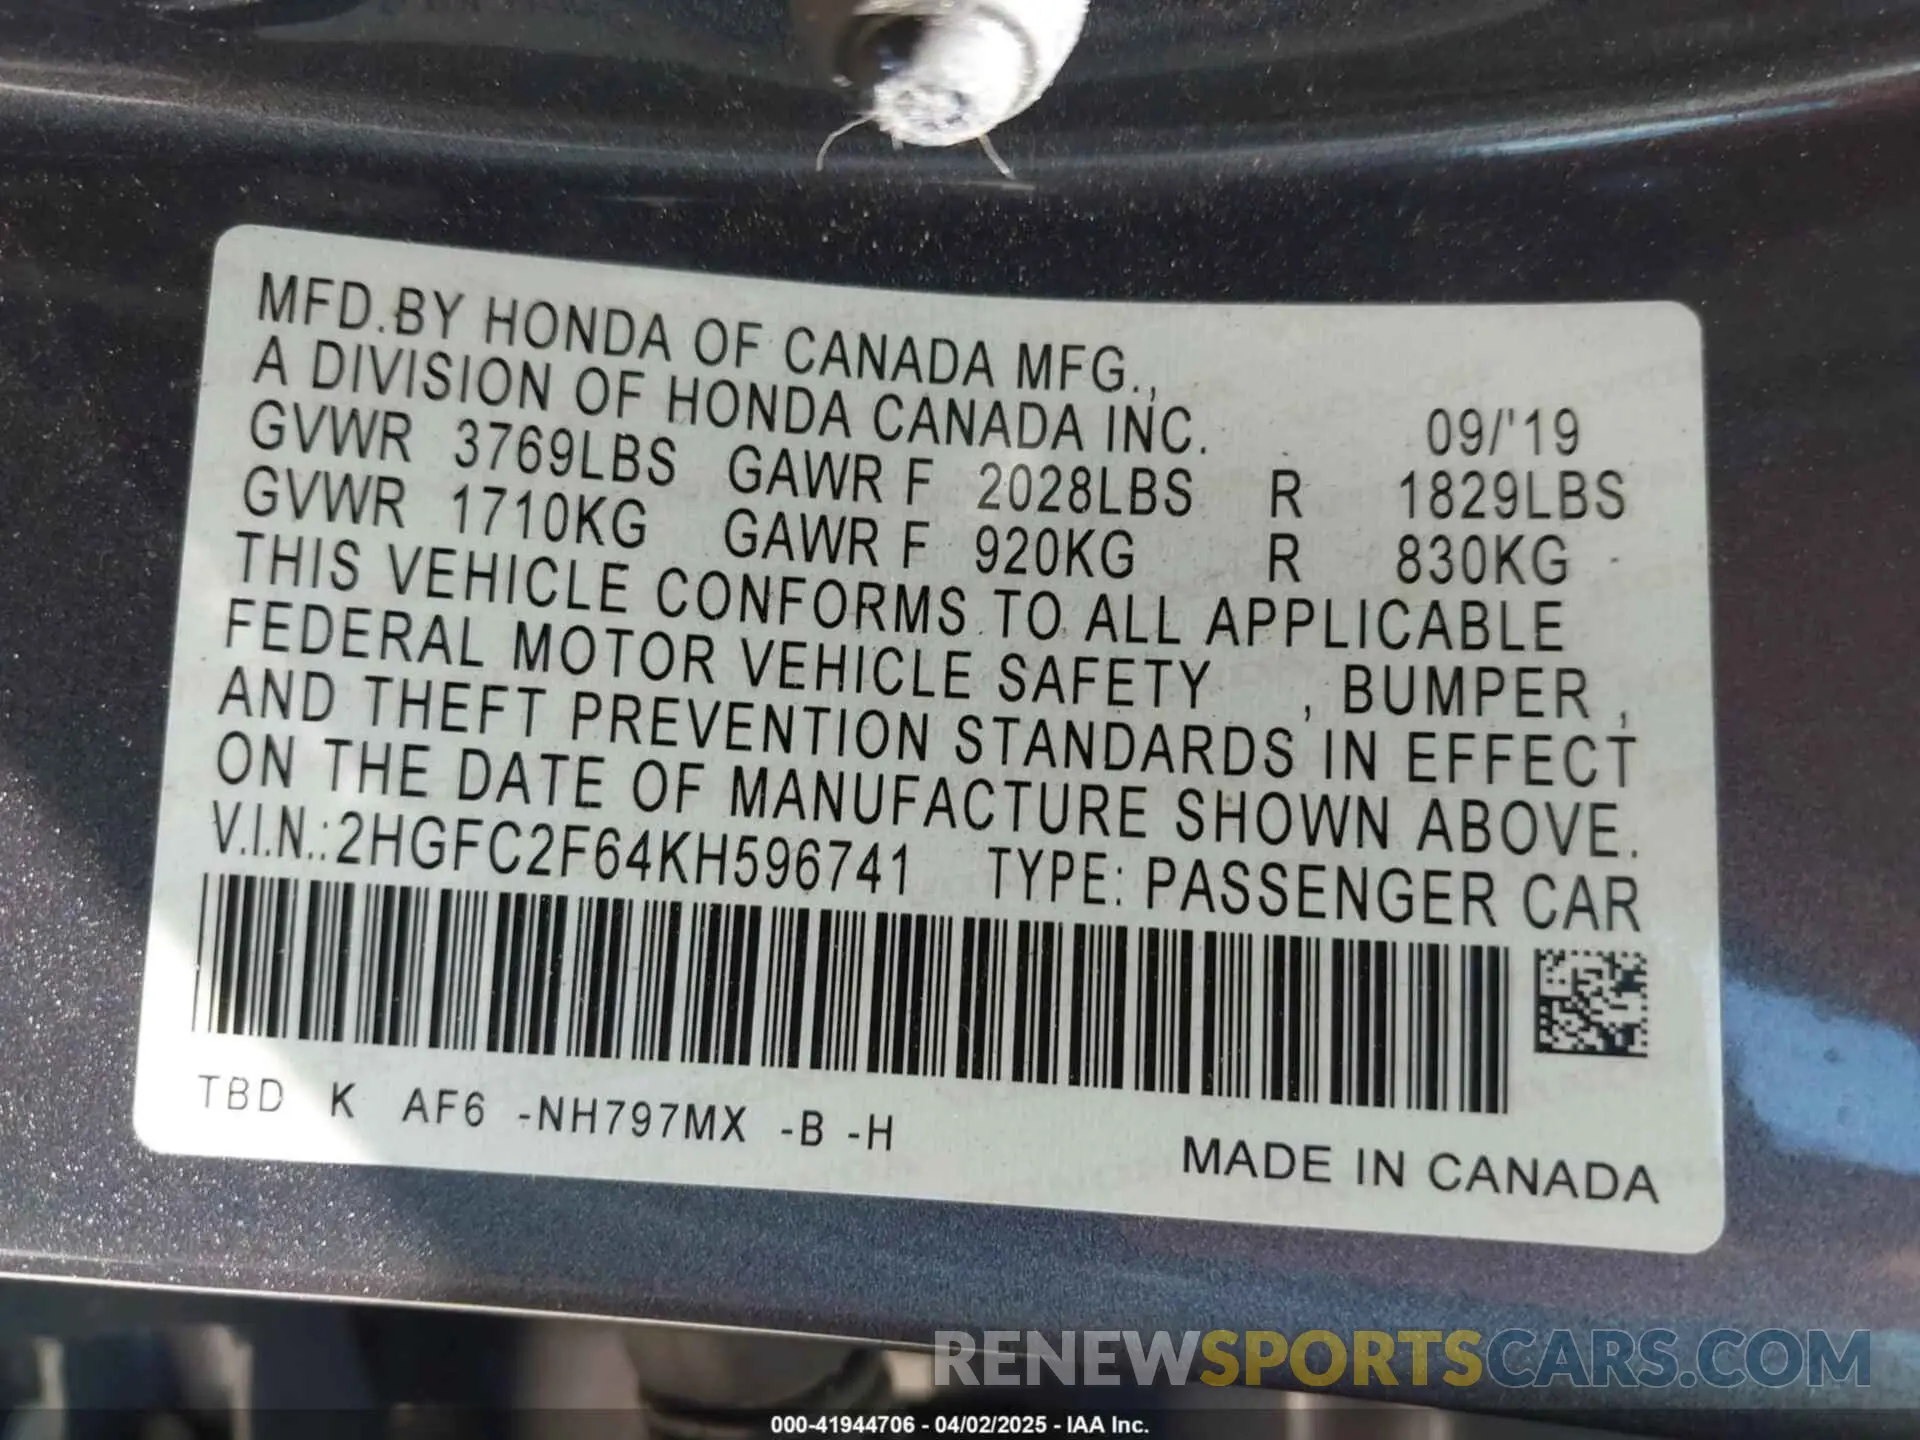 MFD.BY HONDA OF CANADA MFG.,
A DIVISION OF HONDA CANADA INC. 09/'19
GVWR 3769LBS GAWR F 2028LBS R 1829LBS
GVWR 1710KG GAWR F 920KG R 830KG
THIS VEHICLE CONFORMS TO ALL APPLICABLE
FEDERAL MOTOR VEHICLE SAFETY , BUMPER ,
AND THEFT PREVENTION STANDARDS IN EFFECT
ON THE DATE OF MANUFACTURE SHOWN ABOVE.
V.I.N.:2HGFC2F64KH596741 TYPE: PASSENGER CAR
TBD K AF6 -NH797MX -B -H
MADE IN CANADA
RENEWSPORTSCARS.COM
000-41944706 - 04/02/2025 - IAA Inc.